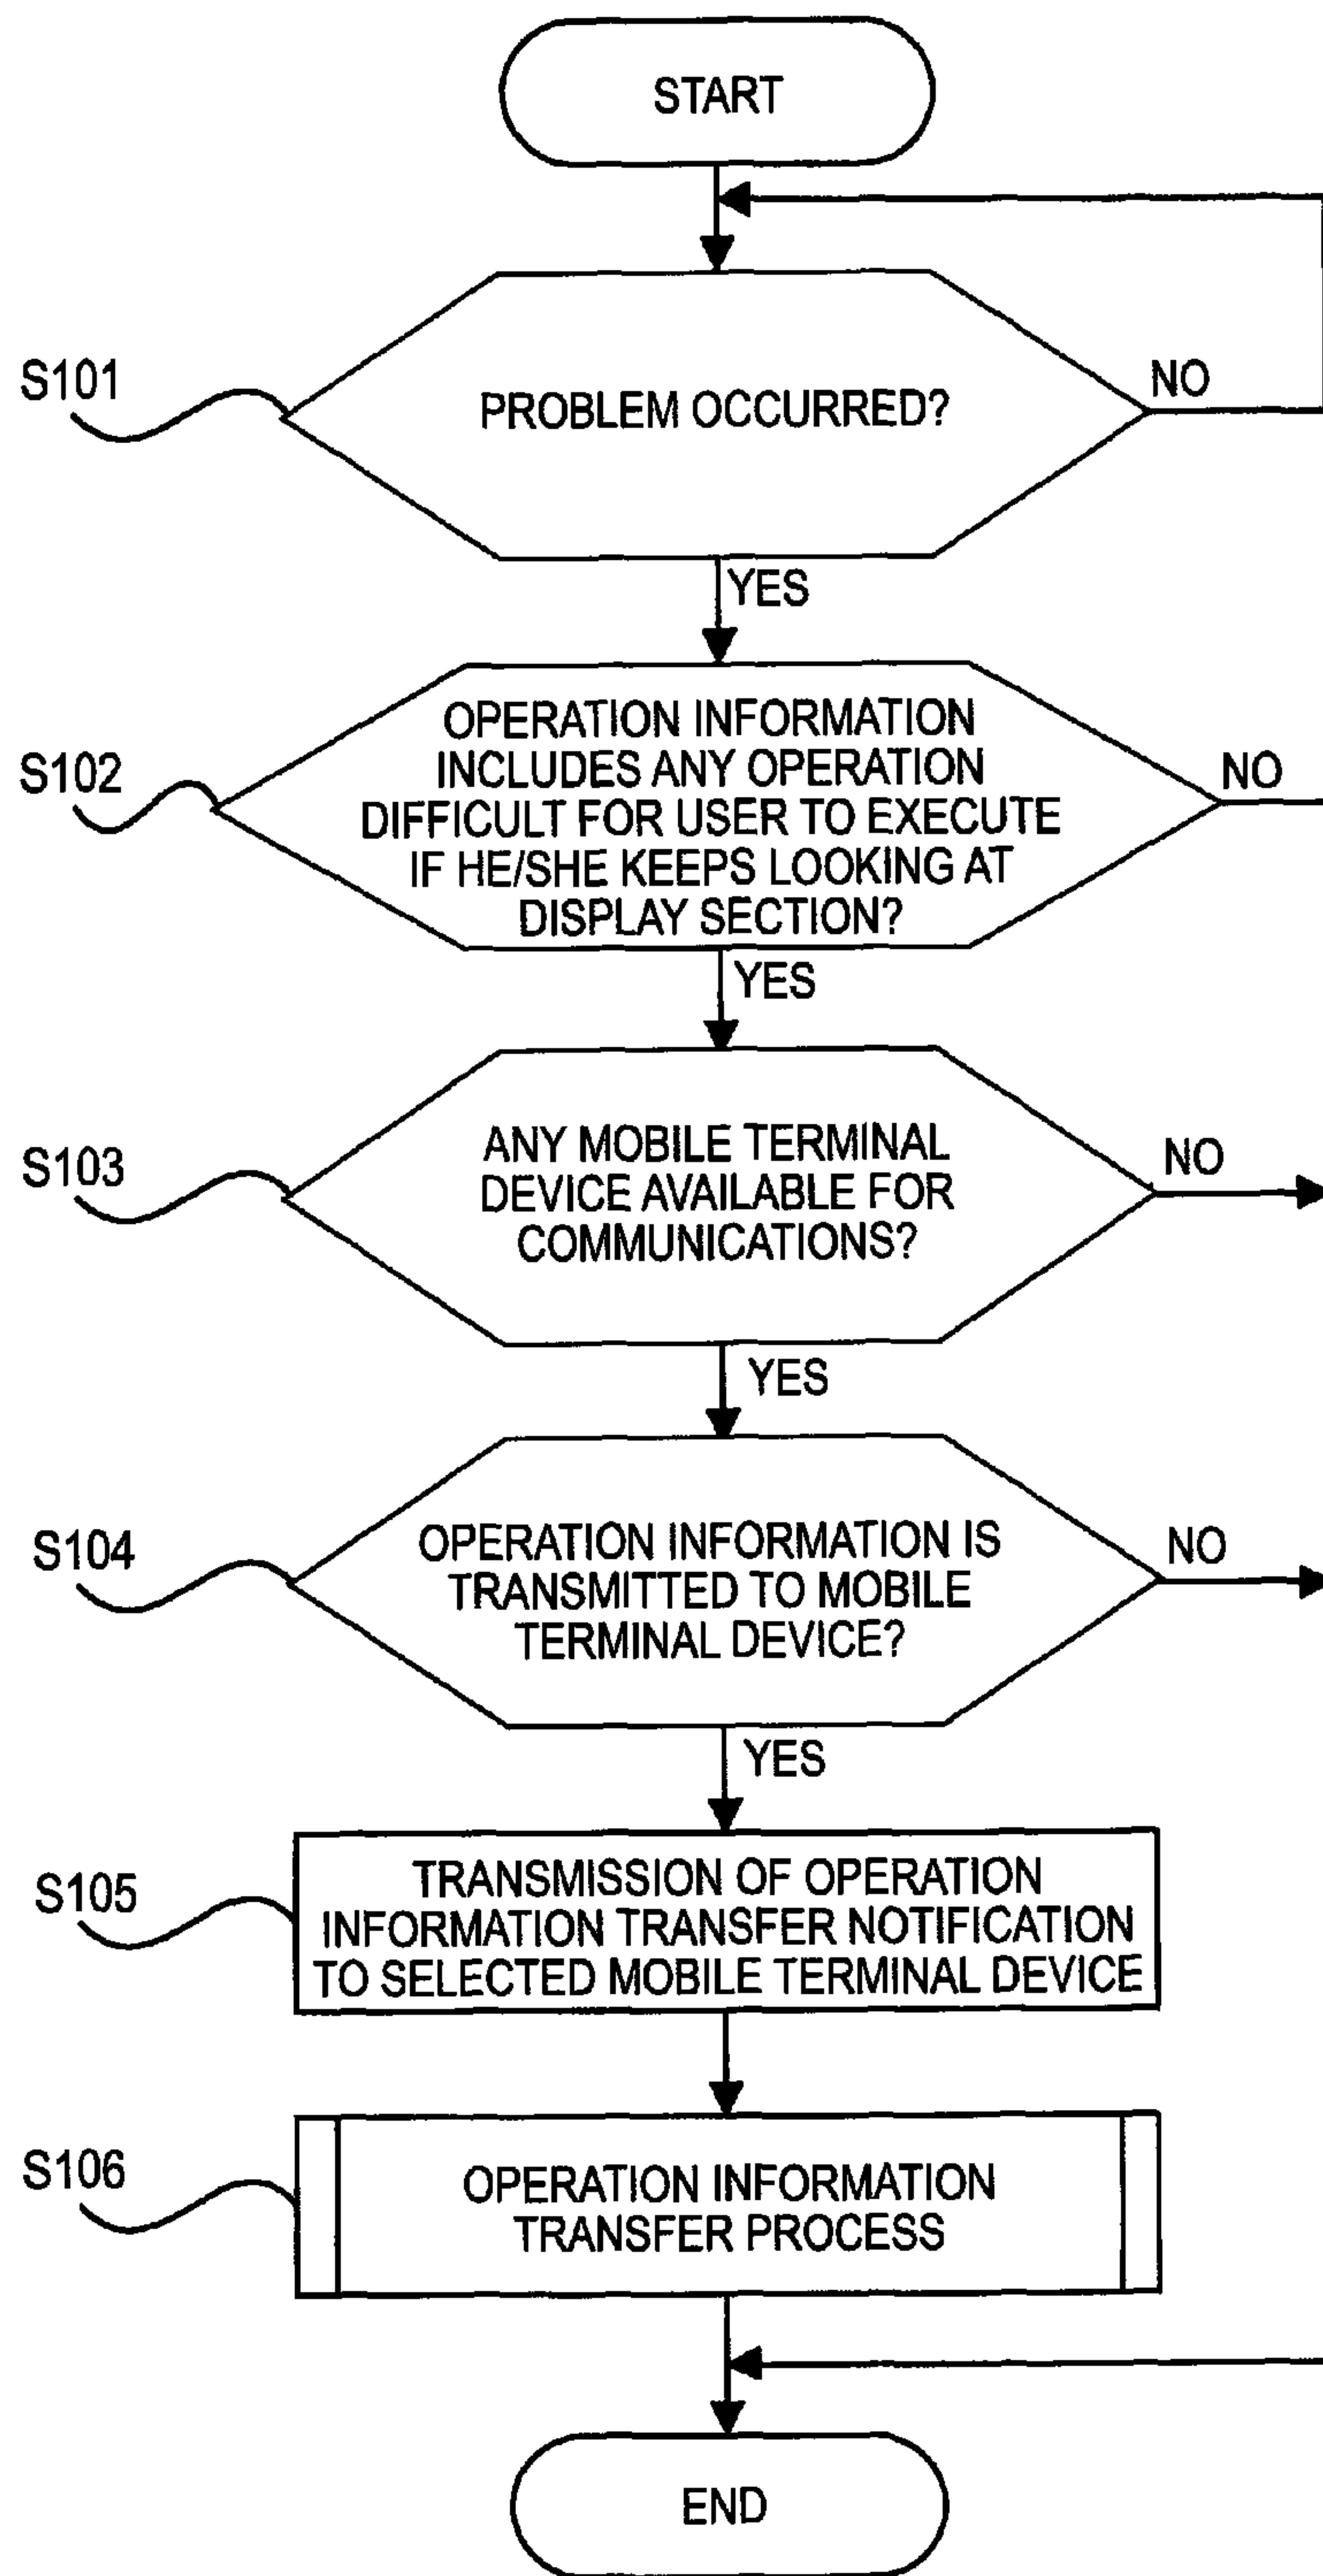 START
S101
PROBLEM OCCURRED?
NO
YES
S102
OPERATION INFORMATION
INCLUDES ANY OPERATION
DIFFICULT FOR USER TO EXECUTE
IF HE/SHE KEEPS LOOKING AT
DISPLAY SECTION?
NO
YES
S103
ANY MOBILE TERMINAL
DEVICE AVAILABLE FOR
COMMUNICATIONS?
NO
YES
S104
OPERATION INFORMATION IS
TRANSMITTED TO MOBILE
TERMINAL DEVICE?
NO
YES
S105
TRANSMISSION OF OPERATION
INFORMATION TRANSFER NOTIFICATION
TO SELECTED MOBILE TERMINAL DEVICE
S106
OPERATION INFORMATION
TRANSFER PROCESS
END